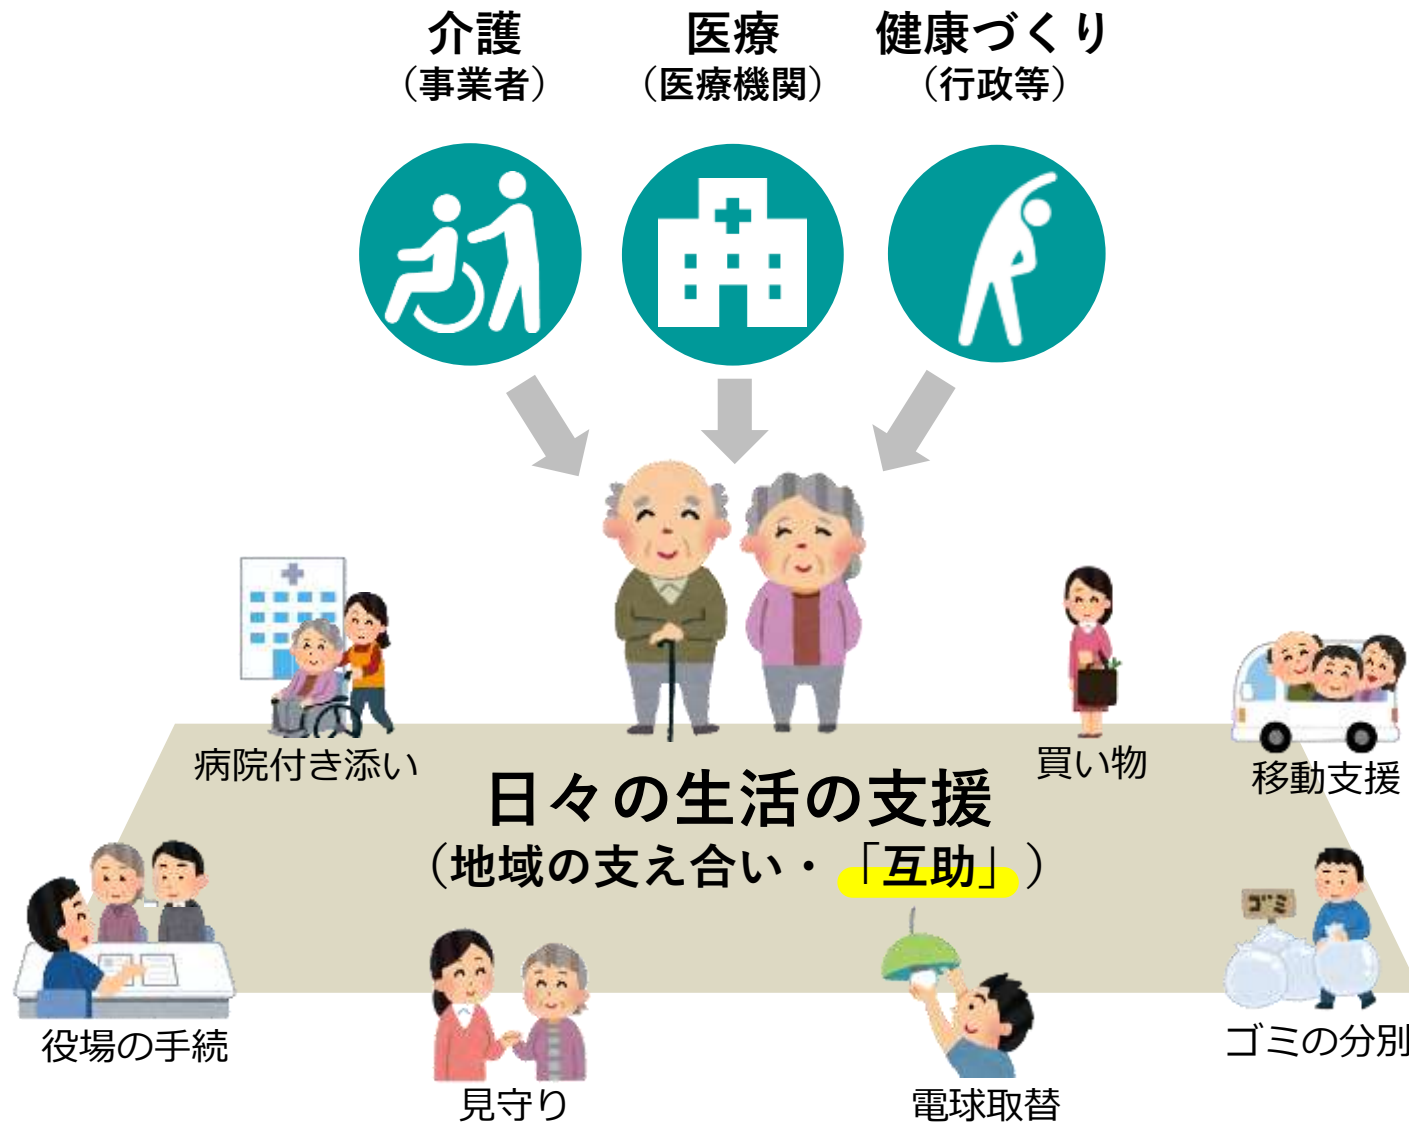 介護
（事業者）
医療
（医療機関）
健康づくり
（行政等）
病院付き添い
買い物
移動支援
日々の生活の支援
（地域の支え合い・「互助」）
ゴミ
役場の手続
見守り
電球取替
ゴミの分別